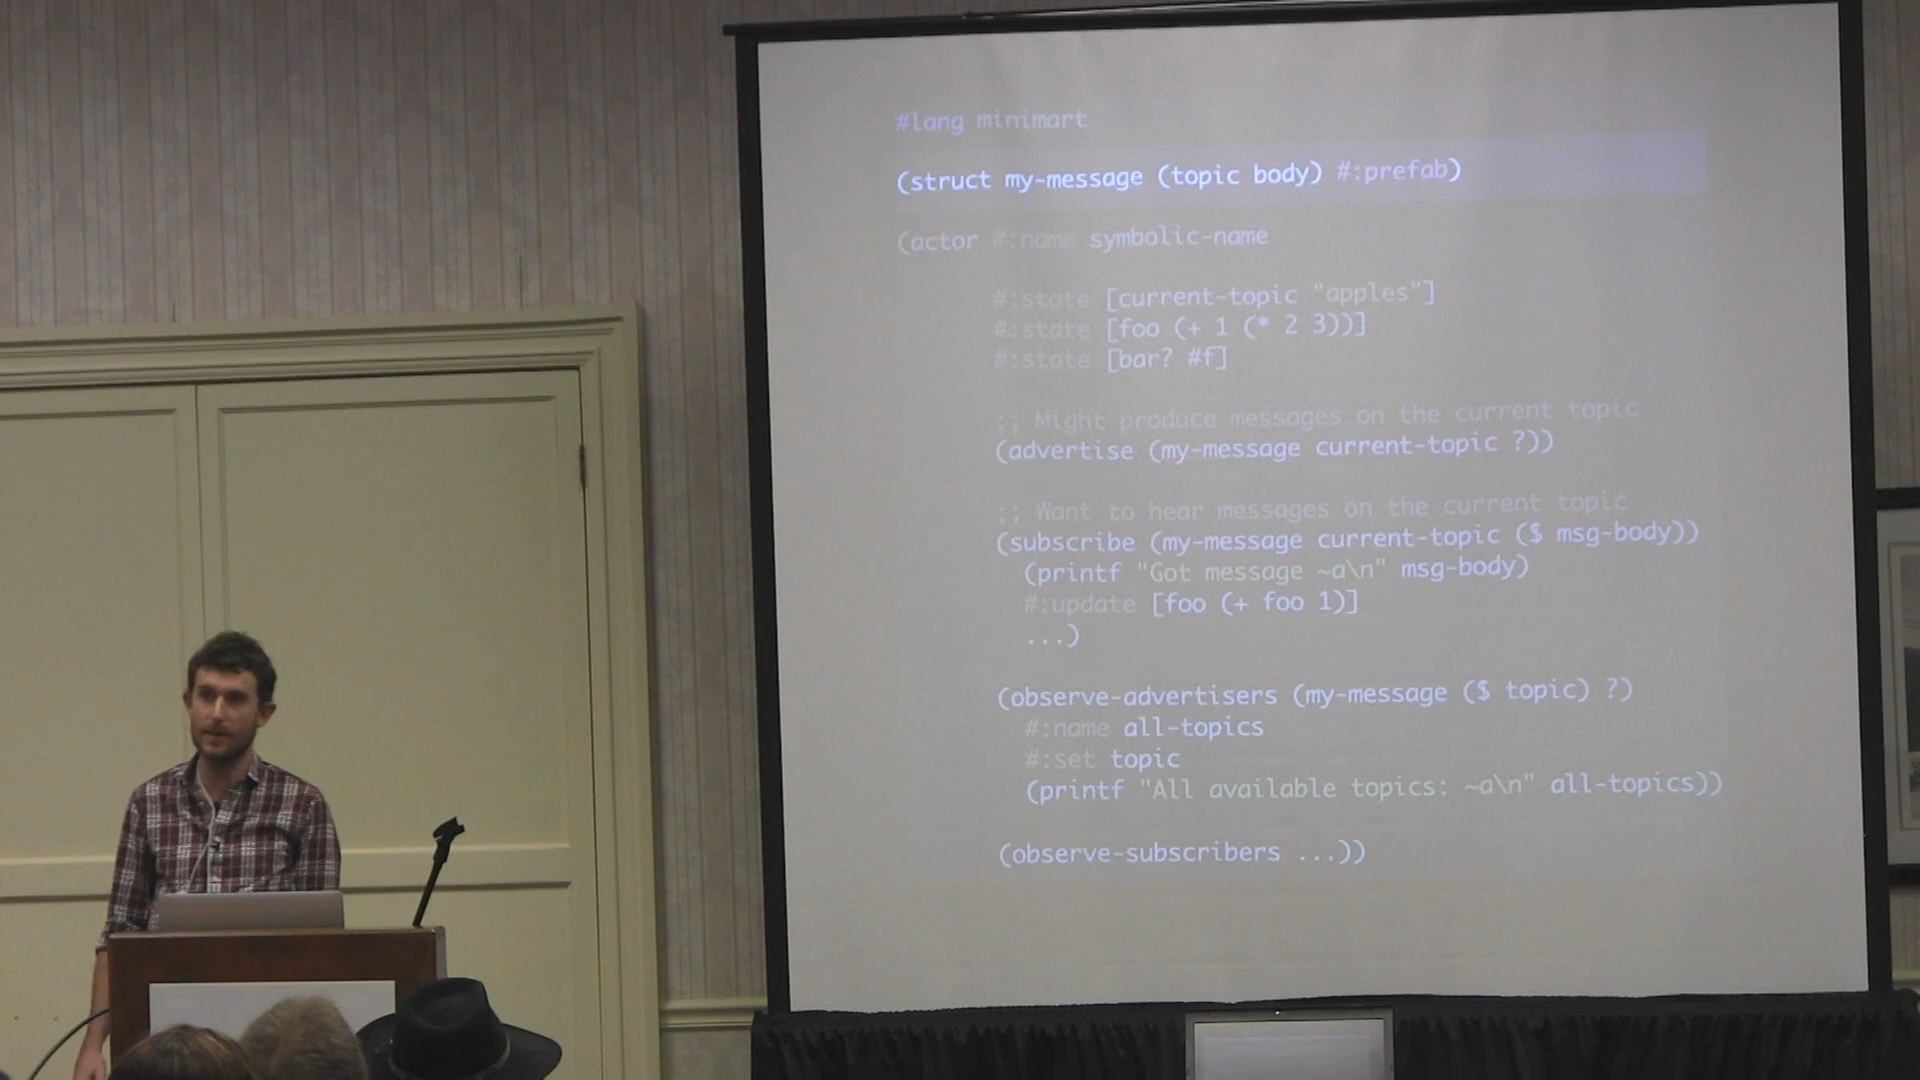 #lang minimart
(struct my-message (topic body) #:prefab)
(actor #:name symbolic-name
#:state [current-topic "apples"]
#:state [foo (+ 1 (* 2 3))]
#:state [bar? #f]
;; Might produce messages on the current topic
(advertise (my-message current-topic ?))
;; Want to hear messages on the current topic
(subscribe (my-message current-topic ($ msg-body))
(printf "Got message ~a\n" msg-body)
#:update [foo (+ foo 1)]
...)
(observe-advertisers (my-message ($ topic) ?)
#:name all-topics
#:set topic
(printf "All available topics: ~a\n" all-topics))
(observe-subscribers ...))